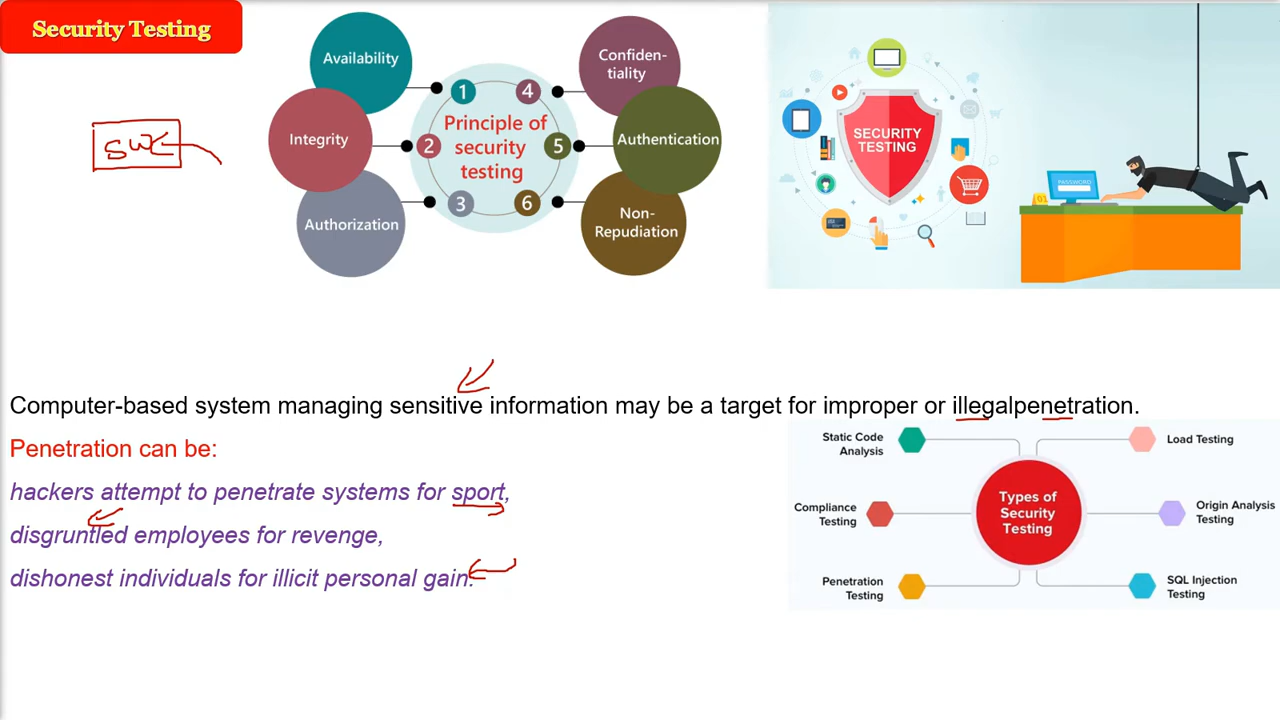 Security Testing
Availability
Integrity
Authorization
1
2
3
4
5
6
Principle of
security
testing
Confiden-
tiality
Authentication
Non-
Repudiation
SW
SECURITY
TESTING
PASSWORD
Computer-based system managing sensitive information may be a target for improper or illegalpenetration.
Penetration can be:
hackers attempt to penetrate systems for sport,
disgruntled employees for revenge,
dishonest individuals for illicit personal gain.
Static Code
Analysis
Compliance
Testing
Penetration
Testing
Types of
Security
Testing
Load Testing
Origin Analysis
Testing
SQL Injection
Testing